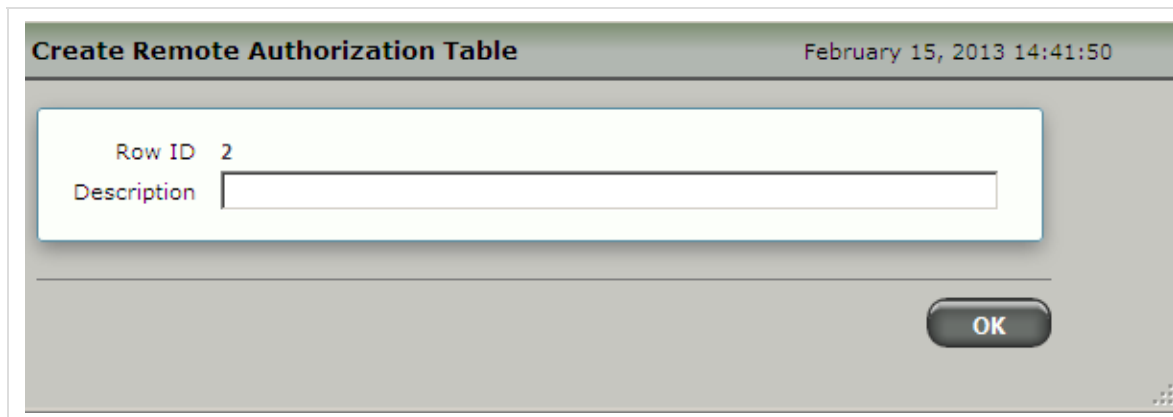 Create Remote Authorization Table February 15, 2013 14:41:50
Row ID 2
Description
OK